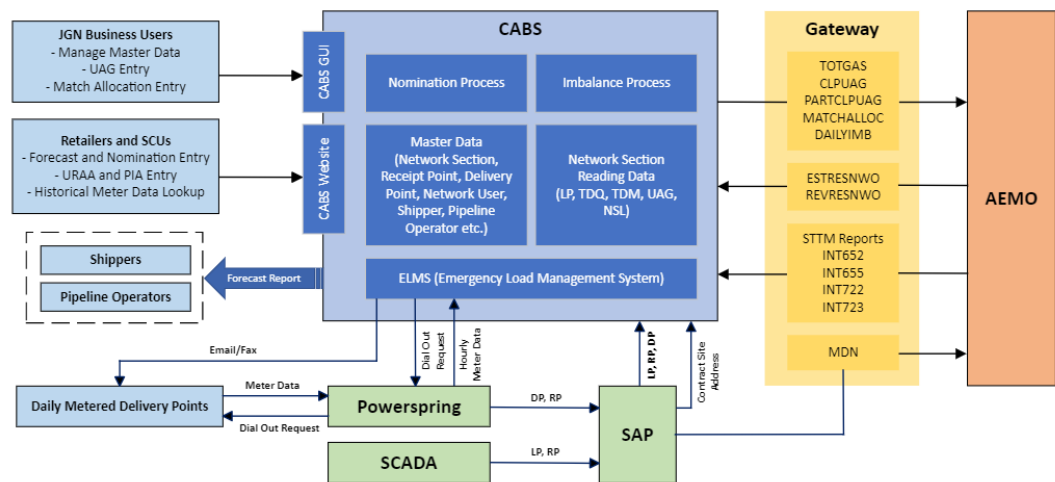 JGN Business Users
- Manage Master Data
- UAG Entry
- Match Allocation Entry
Retailers and SCUs
- Forecast and Nomination Entry
- URAA and PIA Entry
- Historical Meter Data Lookup
Shippers
Pipeline Operators
Forecast Report
CABS
CABS GUI
CABS Website
Nomination Process
Imbalance Process
Master Data
(Network Section,
Receipt Point, Delivery
Point, Network User,
Shipper, Pipeline
Operator etc.)
Network Section
Reading Data
(LP, TDQ, TDM, UAG,
NSL)
ELMS (Emergency Load Management System)
Gateway
TOTGAS
CLPUAG
PARTCLPUAG
MATCHALLOC
DAILYIMB
ESTRESNWO
REVRESNWO
STTM Reports
INT652
INT655
INT722
INT723
MDN
AEMO
Email/Fax
Dial Out
Request
Hourly
Meter Data
LP, RP, DP
Contract Site
Address
Daily Metered Delivery Points
Meter Data
Dial Out Request
Powerspring
DP, RP
SCADA
LP, RP
SAP